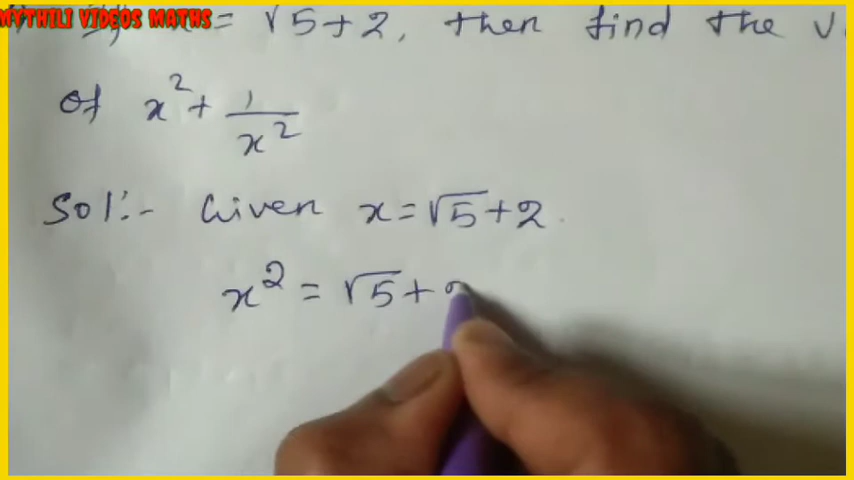 MYTHILI VIDEOS MATHS
x = √5+2, then find the
Of x² + 1/x²
Sol:- Given x = √5+2
x² = √5+